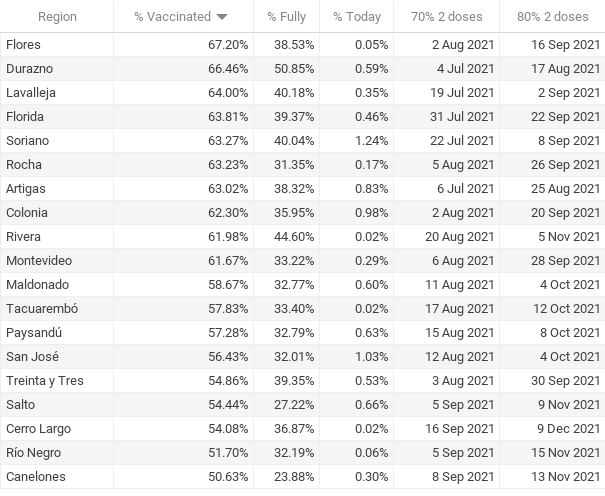 Region % Vaccinated % Fully % Today 70% 2 doses 80% 2 doses
Flores 67.20% 38.53% 0.05% 2 Aug 2021 16 Sep 2021
Durazno 66.46% 50.85% 0.59% 4 Jul 2021 17 Aug 2021
Lavalleja 64.00% 40.18% 0.35% 19 Jul 2021 2 Sep 2021
Florida 63.81% 39.37% 0.46% 31 Jul 2021 22 Sep 2021
Soriano 63.27% 40.04% 1.24% 22 Jul 2021 8 Sep 2021
Rocha 63.23% 31.35% 0.17% 5 Aug 2021 26 Sep 2021
Artigas 63.02% 38.32% 0.83% 6 Jul 2021 25 Aug 2021
Colonia 62.30% 35.95% 0.98% 2 Aug 2021 20 Sep 2021
Rivera 61.98% 44.60% 0.02% 20 Aug 2021 5 Nov 2021
Montevideo 61.67% 33.22% 0.29% 6 Aug 2021 28 Sep 2021
Maldonado 58.67% 32.77% 0.60% 11 Aug 2021 4 Oct 2021
Tacuarembó 57.83% 33.40% 0.02% 17 Aug 2021 12 Oct 2021
Paysandú 57.28% 32.79% 0.63% 15 Aug 2021 8 Oct 2021
San José 56.43% 32.01% 1.03% 12 Aug 2021 4 Oct 2021
Treinta y Tres 54.86% 39.35% 0.53% 3 Aug 2021 30 Sep 2021
Salto 54.44% 27.22% 0.66% 5 Sep 2021 9 Nov 2021
Cerro Largo 54.08% 36.87% 0.02% 16 Sep 2021 9 Dec 2021
Río Negro 51.70% 32.19% 0.06% 5 Sep 2021 15 Nov 2021
Canelones 50.63% 23.88% 0.30% 8 Sep 2021 13 Nov 2021